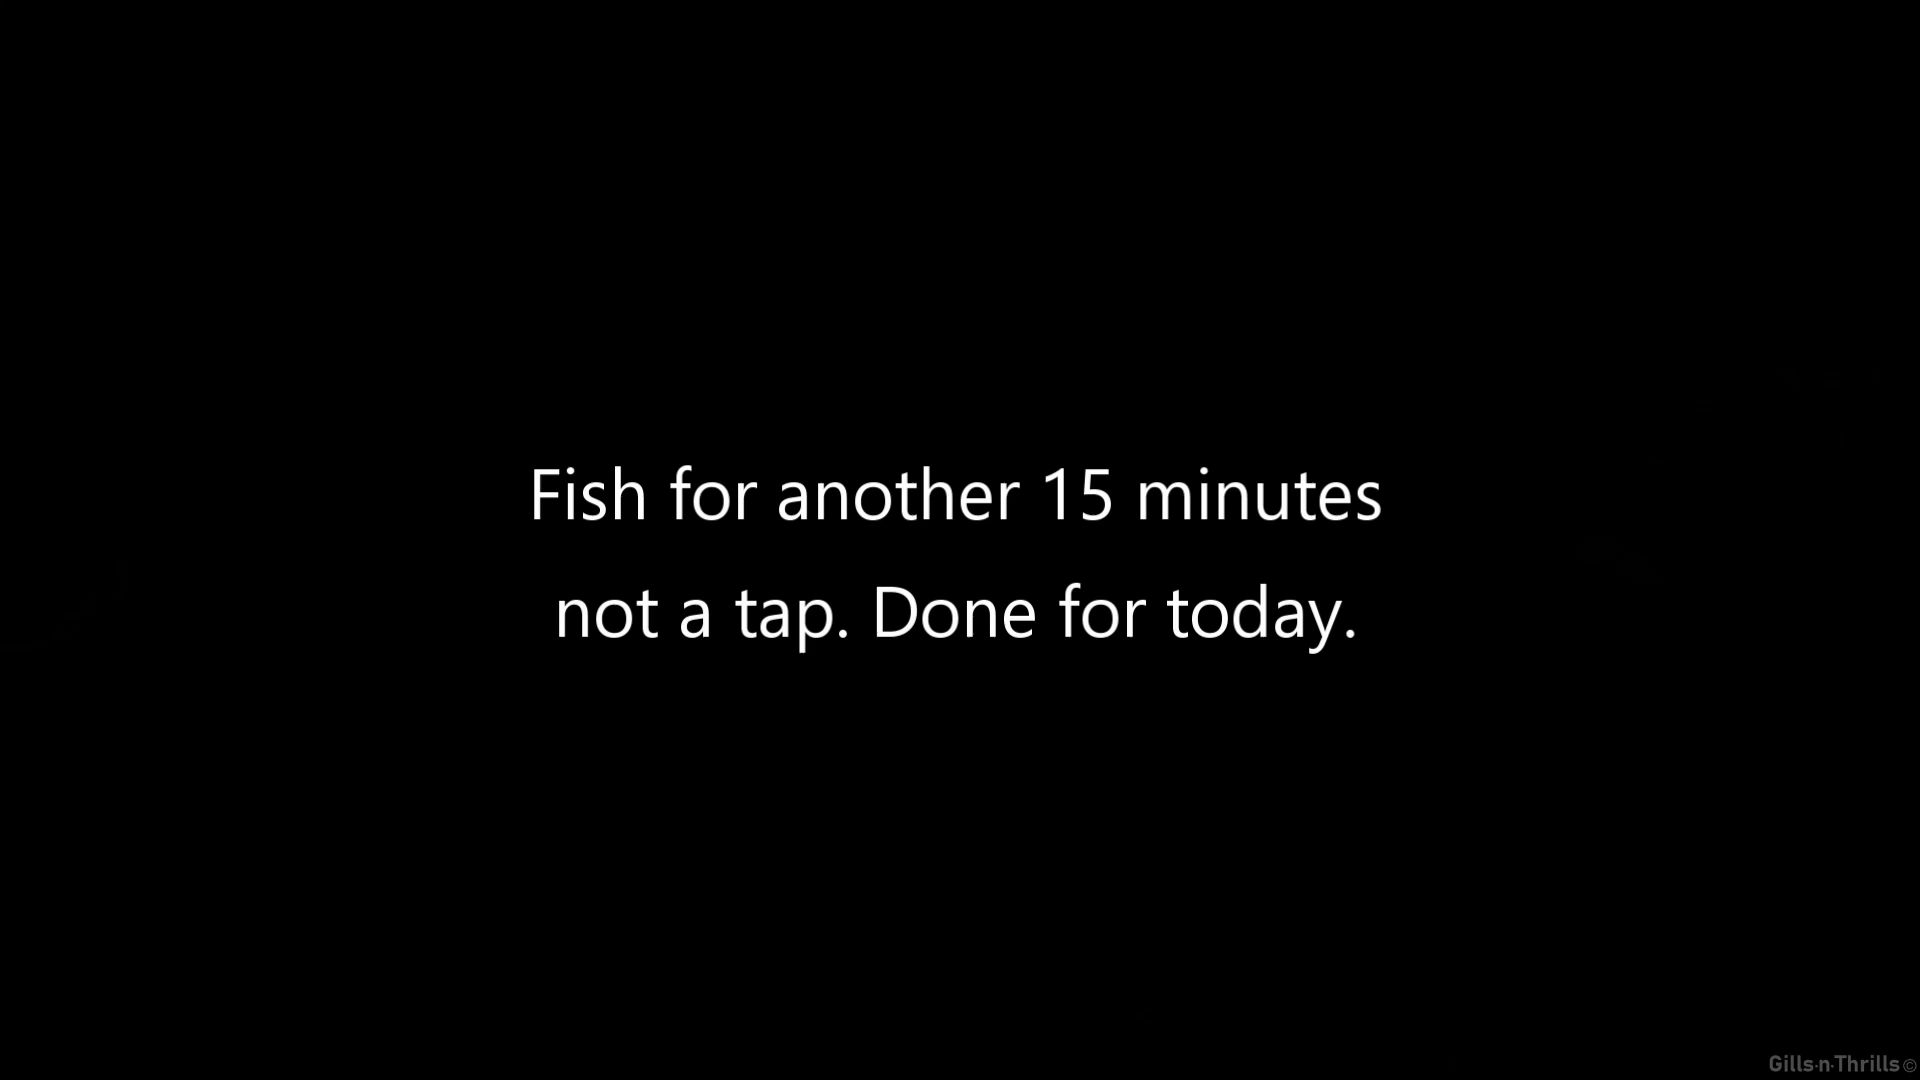 Fish for another 15 minutes
not a tap. Done for today.
Gills-n-Thrills©